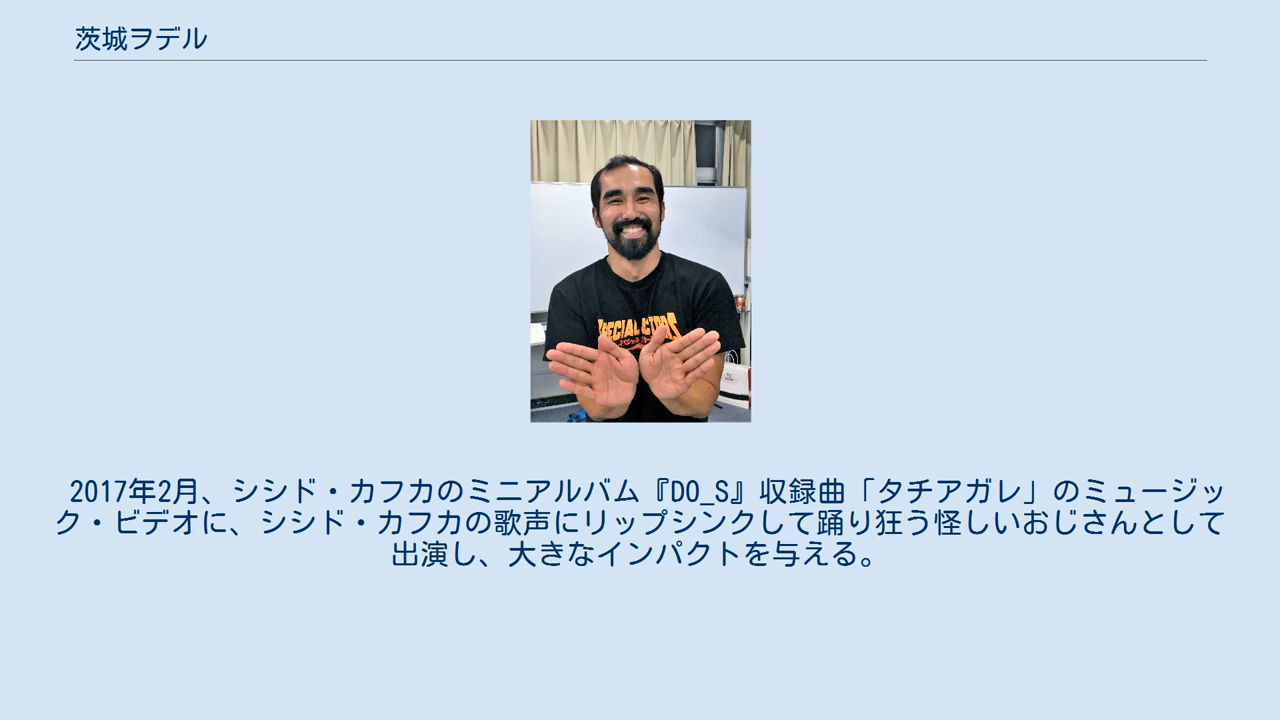 茨城ヲデル
SPECIAL ACTORS
2017年2月、シシド・カフカのミニアルバム『DO_S』収録曲「タチアガレ」のミュージッ
ク・ビデオに、シシド・カフカの歌声にリップシンクして踊り狂う怪しいおじさんとして
出演し、大きなインパクトを与える。